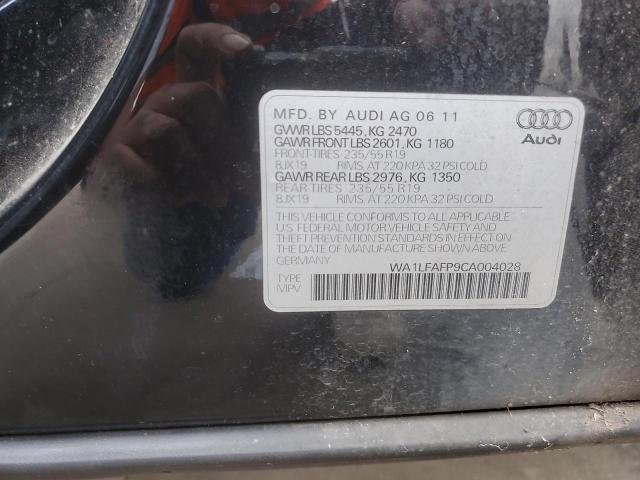 MFD. BY AUDI AG 06 11
GVWR LBS 5445, KG 2470
GAWR FRONT LBS 2601, KG 1180
FRONT-TIRES 235/55 R19
8JX19 RIMS, AT 220 KPA 32 PSI COLD
GAWR REAR LBS 2976, KG 1350
REAR-TIRES 235/55 R19
8JX19 RIMS, AT 220 KPA 32 PSI COLD
Audi
THIS VEHICLE CONFORMS TO ALL APPLICABLE
U.S. FEDERAL MOTOR VEHICLE SAFETY AND
THEFT PREVENTION STANDARDS IN EFFECT ON
THE DATE OF MANUFACTURE SHOWN ABOVE.
GERMANY WA1LFAFP9CA004028
TYPE
MPV